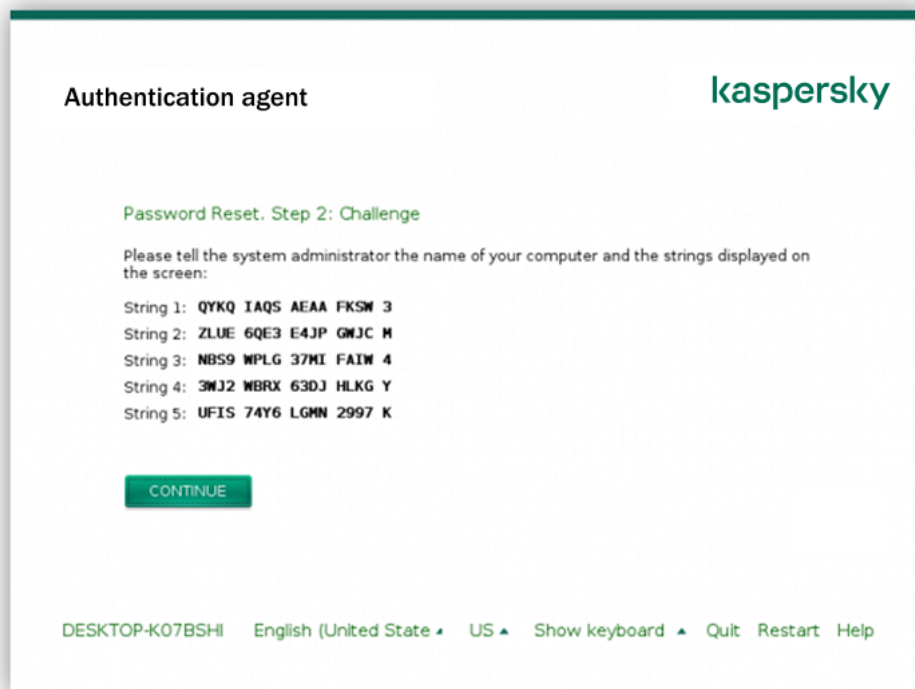 Authentication agent
kaspersky
Password Reset. Step 2: Challenge
Please tell the system administrator the name of your computer and the strings displayed on
the screen:
String 1: QYKQ IAQS AEAA FKSW 3
String 2: ZLUE 6QE3 E4JP GWJC M
String 3: NBS9 WPLG 37MI FAIW 4
String 4: 3WJ2 WBRX 63DJ HLKG Y
String 5: UFIS 74Y6 LGMN 2997 K
CONTINUE
DESKTOP-K07BSHI English (United State US Show keyboard Quit Restart Help